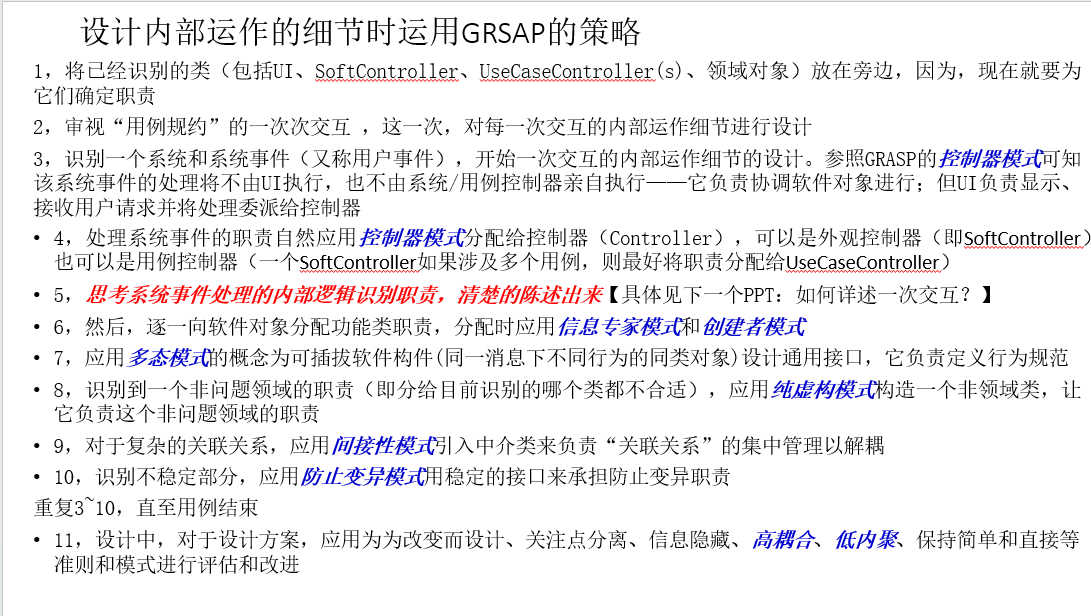 设计内部运作的细节时运用GRSAP的策略
1，将已经识别的类（包括UI、SoftController、UseCaseController(s)、领域对象）放在旁边，因为，现在就要为
它们确定职责
2，审视“用例规约”的一次次交互 ，这一次，对每一次交互的内部运作细节进行设计
3，识别一个系统和系统事件（又称用户事件），开始一次交互的内部运作细节的设计。参照GRASP的控制器模式可知
该系统事件的处理将不由UI执行，也不由系统/用例控制器亲自执行——它负责协调软件对象进行；但UI负责显示、
接收用户请求并将处理委派给控制器
• 4，处理系统事件的职责自然应用控制器模式分配给控制器（Controller），可以是外观控制器（即SoftController）
也可以是用例控制器（一个SoftController如果涉及多个用例，则最好将职责分配给UseCaseController）
• 5，思考系统事件处理的内部逻辑识别职责，清楚的陈述出来【具体见下一个PPT：如何详述一次交互？】
• 6，然后，逐一向软件对象分配功能类职责，分配时应用信息专家模式和创建者模式
• 7，应用多态模式的概念为可插拔软件构件(同一消息下不同行为的同类对象)设计通用接口，它负责定义行为规范
• 8，识别到一个非问题领域的职责（即分给目前识别的哪个类都不合适），应用纯虚构模式构造一个非领域类，让
它负责这个非问题领域的职责
• 9，对于复杂的关联关系，应用间接性模式引入中介类来负责“关联关系”的集中管理以解耦
• 10，识别不稳定部分，应用防止变异模式用稳定的接口来承担防止变异职责
重复3~10，直至用例结束
• 11，设计中，对于设计方案，应用为为改变而设计、关注点分离、信息隐藏、高耦合、低内聚、保持简单和直接等
准则和模式进行评估和改进